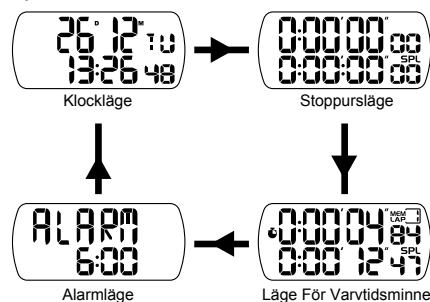 26 D 12 M TU
13:26 48
Klockläge
0:00'00" 00
0:00:00 SPL 00
Stoppursläge
ALARM
6:00
Alarmläge
0:00'04" MEM LAP 1 84
0:00'12" SPL 47
Läge För Varvtidsminne